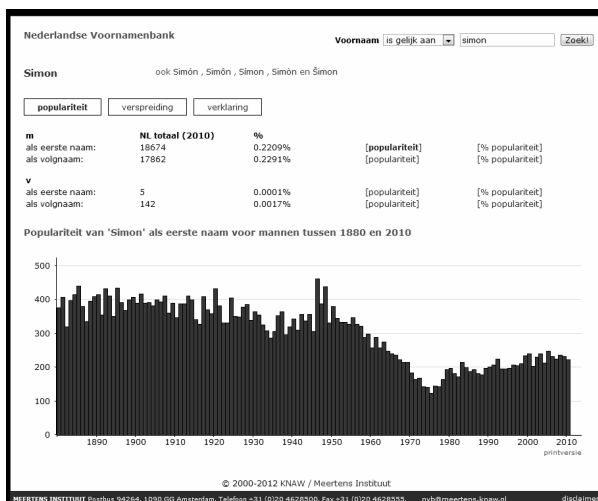 Nederlandse Voornamenbank
Voornaam is gelijk aan simon Zoek!
Simon ook Simón , Simôn , Símon , Simòn en Šimon
populariteit verspreiding verklaring
m NL totaal (2010) %
als eerste naam: 18674 0.2209% [populariteit] [% populariteit]
als volgnaam: 17862 0.2291% [populariteit] [% populariteit]
v
als eerste naam: 5 0.0001% [populariteit] [% populariteit]
als volgnaam: 142 0.0017% [populariteit] [% populariteit]
Populariteit van 'Simon' als eerste naam voor mannen tussen 1880 en 2010
500
400
300
200
100
0
1890 1900 1910 1920 1930 1940 1950 1960 1970 1980 1990 2000 2010
printversie
© 2000-2012 KNAW / Meertens Instituut
MEERTENS INSTITUUT Postbus 94264, 1090 GG Amsterdam. Telefoon +31 (0)20 4628500. Fax +31 (0)20 4628555. nvb@meertens.knaw.nl disclaimer